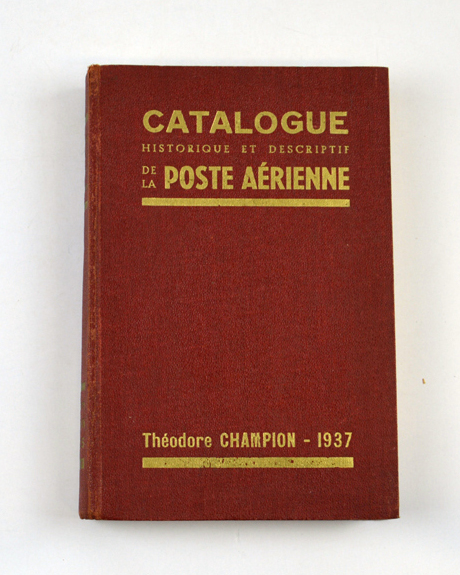 CATALOGUE
HISTORIQUE ET DESCRIPTIF
DE LA POSTE AÉRIENNE
Théodore CHAMPION - 1937